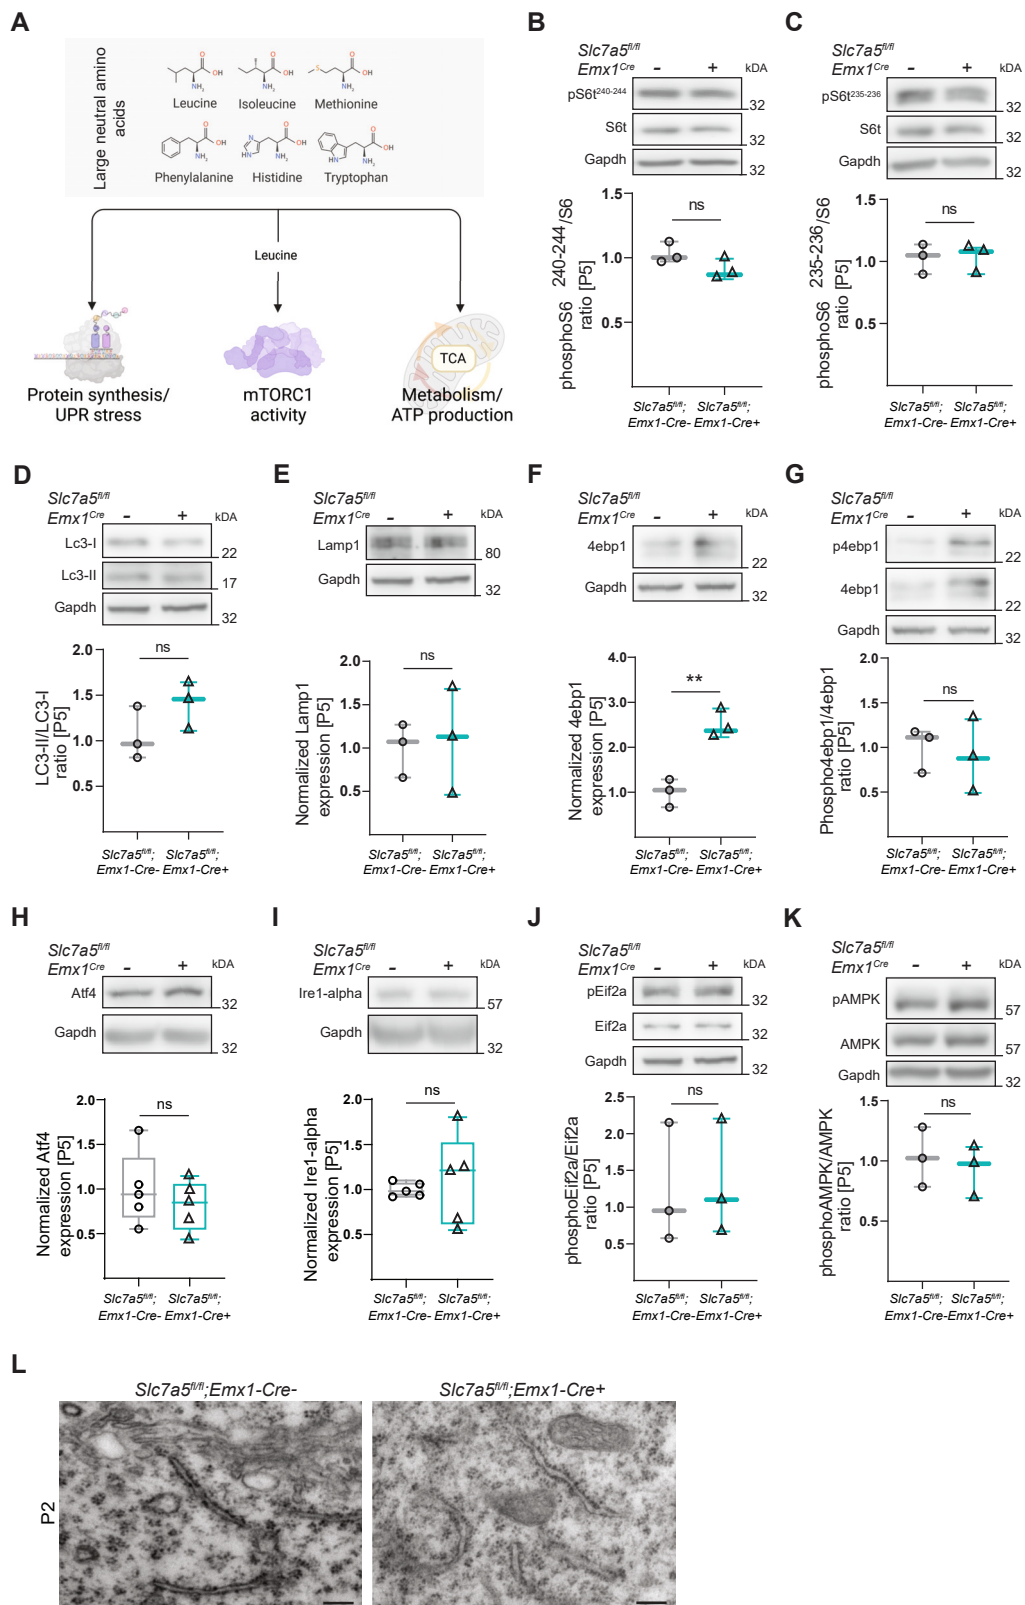 A
Large neutral amino
acids
Leucine
Isoleucine
Methionine
Phenylalanine
Histidine
Tryptophan
Leucine
TCA
Protein synthesis/
UPR stress
mTORC1
activity
Metabolism/
ATP production
B
Slc7a5fl/fl
Emx1Cre - + kDA
pS6t240-244 32
S6t 32
Gapdh 32
phosphoS6 240-244/S6
ratio [P5]
1.5
1.0
0.5
ns
Slc7a5fl/fl; Slc7a5fl/fl;
Emx1-Cre- Emx1-Cre+
C
Slc7a5fl/fl
Emx1Cre - + kDA
pS6t235-236 32
S6t 32
Gapdh 32
phosphoS6 235-236/S6
ratio [P5]
1.5
1.0
0.5
ns
Slc7a5fl/fl; Slc7a5fl/fl;
Emx1-Cre- Emx1-Cre+
D
Slc7a5fl/fl
Emx1Cre - + kDA
Lc3-I 22
Lc3-II 17
Gapdh 32
LC3-II/LC3-I
ratio [P5]
2.0
1.5
1.0
0.5
ns
Slc7a5fl/fl; Slc7a5fl/fl;
Emx1-Cre- Emx1-Cre+
E
Slc7a5fl/fl
Emx1Cre - + kDA
Lamp1 80
Gapdh 32
Normalized Lamp1
expression [P5]
2.0
1.5
1.0
0.5
ns
Slc7a5fl/fl; Slc7a5fl/fl;
Emx1-Cre- Emx1-Cre+
F
Slc7a5fl/fl
Emx1Cre - + kDA
4ebp1 22
Gapdh 32
Normalized 4ebp1
expression [P5]
4.0
3.0
2.0
1.0
**
Slc7a5fl/fl; Slc7a5fl/fl;
Emx1-Cre- Emx1-Cre+
G
Slc7a5fl/fl
Emx1Cre - + kDA
p4ebp1 22
4ebp1 22
Gapdh 32
Phospho4ebp1/4ebp1
ratio [P5]
2.0
1.5
1.0
0.5
ns
Slc7a5fl/fl; Slc7a5fl/fl;
Emx1-Cre- Emx1-Cre+
H
Slc7a5fl/fl
Emx1Cre - + kDA
Atf4 32
Gapdh 32
Normalized Atf4
expression [P5]
2.0
1.5
1.0
0.5
ns
Slc7a5fl/fl; Slc7a5fl/fl;
Emx1-Cre- Emx1-Cre+
I
Slc7a5fl/fl
Emx1Cre - + kDA
Ire1-alpha 57
Gapdh 32
Normalized Ire1-alpha
expression [P5]
2.0
1.5
1.0
0.5
ns
Slc7a5fl/fl; Slc7a5fl/fl;
Emx1-Cre- Emx1-Cre+
J
Slc7a5fl/fl
Emx1Cre - + kDA
pEif2a 32
Eif2a 32
Gapdh 32
phosphoEif2a/Eif2a
ratio [P5]
2.5
2.0
1.5
1.0
0.5
ns
Slc7a5fl/fl; Slc7a5fl/fl;
Emx1-Cre- Emx1-Cre+
K
Slc7a5fl/fl
Emx1Cre - + kDA
pAMPK 57
AMPK 57
Gapdh 32
phosphoAMPK/AMPK
ratio [P5]
1.5
1.0
0.5
ns
Slc7a5fl/fl; Slc7a5fl/fl;
Emx1-Cre- Emx1-Cre+
L
Slc7a5fl/fl;Emx1-Cre-
Slc7a5fl/fl;Emx1-Cre+
P2